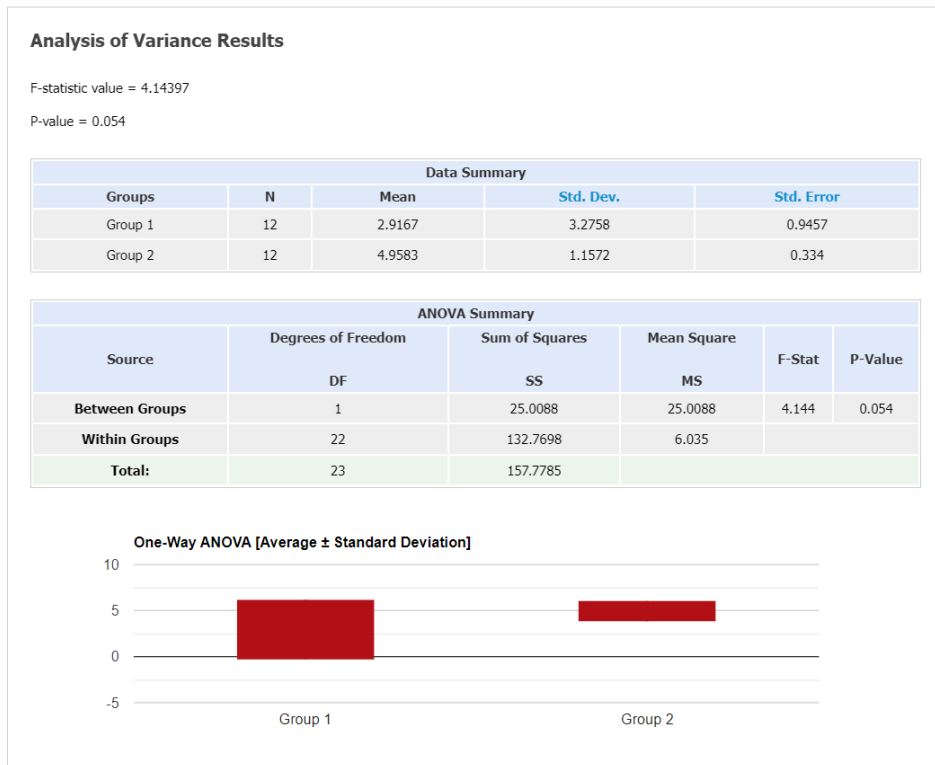 Analysis of Variance Results
F-statistic value = 4.14397
P-value = 0.054
Data Summary
Groups N Mean Std. Dev. Std. Error
Group 1 12 2.9167 3.2758 0.9457
Group 2 12 4.9583 1.1572 0.334
ANOVA Summary
Source Degrees of Freedom Sum of Squares Mean Square F-Stat P-Value
DF SS MS
Between Groups 1 25.0088 25.0088 4.144 0.054
Within Groups 22 132.7698 6.035
Total: 23 157.7785
One-Way ANOVA [Average ± Standard Deviation]
10
5
0
-5
Group 1 Group 2